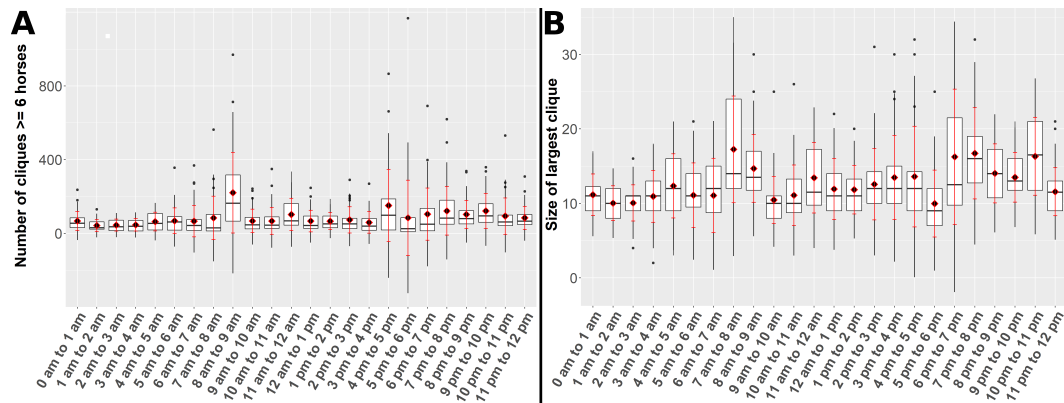 A
Number of cliques >= 6 horses
800
400
0
0 am to 1 am
1 am to 2 am
2 am to 3 am
3 am to 4 am
4 am to 5 am
5 am to 6 am
6 am to 7 am
7 am to 8 am
8 am to 9 am
9 am to 10 am
10 am to 11 am
11 am to 12 am
12 am to 1 pm
1 pm to 2 pm
2 pm to 3 pm
3 pm to 4 pm
4 pm to 5 pm
5 pm to 6 pm
6 pm to 7 pm
7 pm to 8 pm
8 pm to 9 pm
9 pm to 10 pm
10 pm to 11 pm
11 pm to 12 pm
B
Size of largest clique
30
20
10
0
0 am to 1 am
1 am to 2 am
2 am to 3 am
3 am to 4 am
4 am to 5 am
5 am to 6 am
6 am to 7 am
7 am to 8 am
8 am to 9 am
9 am to 10 am
10 am to 11 am
11 am to 12 am
12 am to 1 pm
1 pm to 2 pm
2 pm to 3 pm
3 pm to 4 pm
4 pm to 5 pm
5 pm to 6 pm
6 pm to 7 pm
7 pm to 8 pm
8 pm to 9 pm
9 pm to 10 pm
10 pm to 11 pm
11 pm to 12 pm